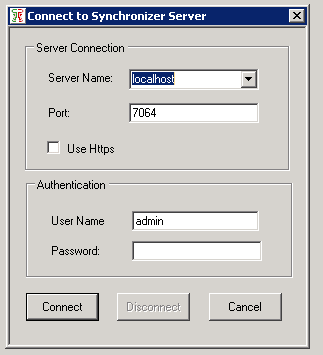 Connect to Synchronizer Server
Server Connection
Server Name: localhost
Port: 7064
Use Https
Authentication
User Name admin
Password:
Connect Disconnect Cancel